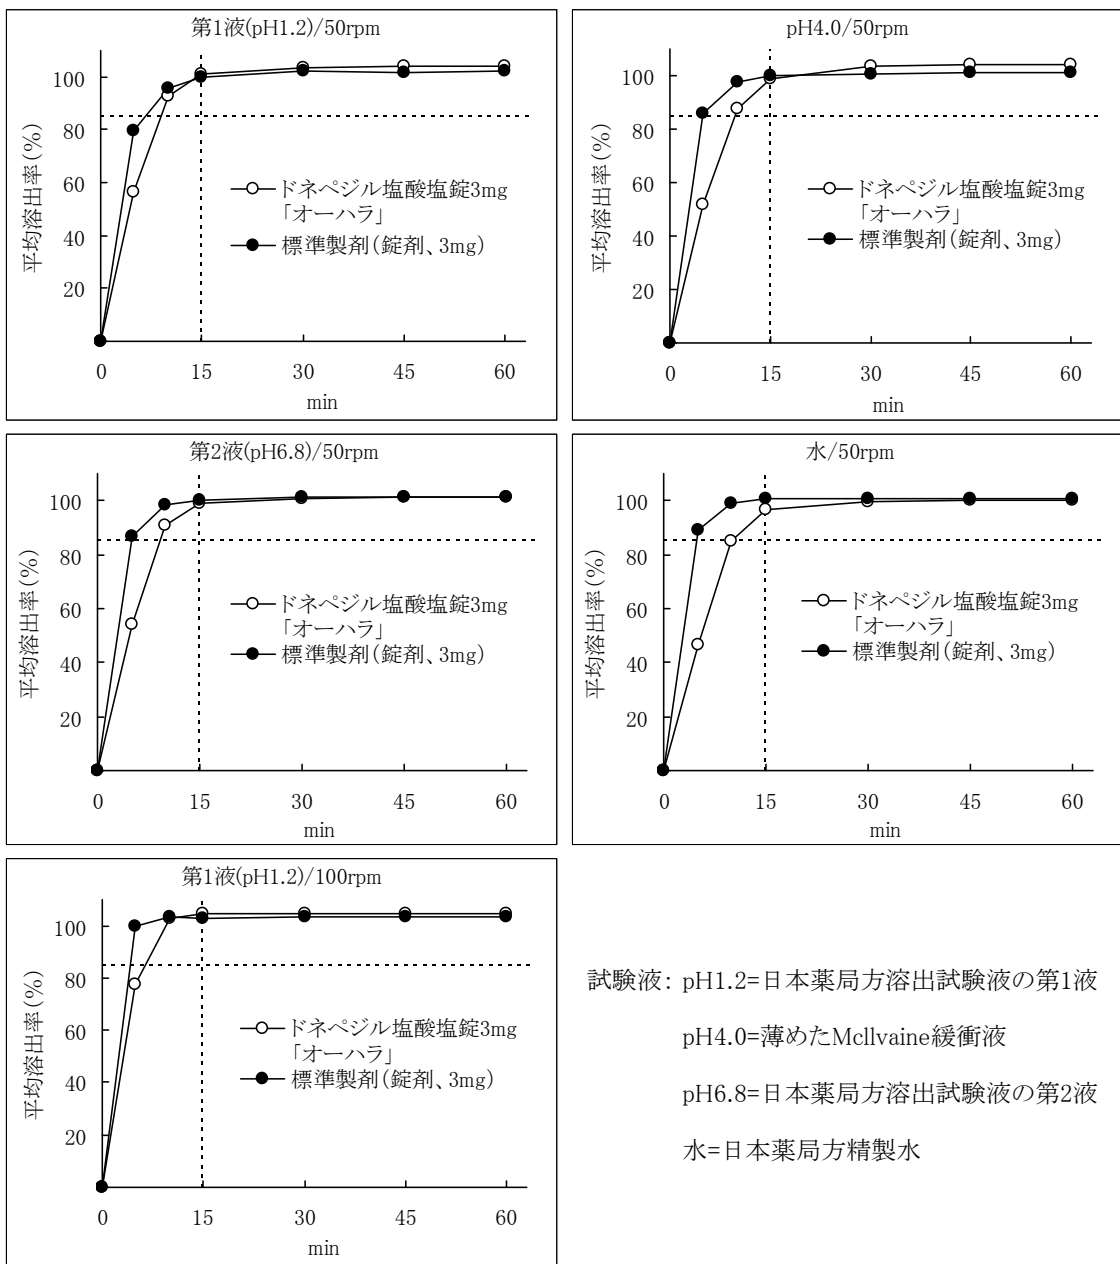 第1液(pH1.2)/50rpm
平均溶出率(%)
100
80
60
40
20
ドネペジル塩酸塩錠3mg
「オーハラ」
標準製剤(錠剤、3mg)
0 15 30 45 60
min
pH4.0/50rpm
平均溶出率(%)
100
80
60
40
20
ドネペジル塩酸塩錠3mg
「オーハラ」
標準製剤(錠剤、3mg)
0 15 30 45 60
min
第2液(pH6.8)/50rpm
平均溶出率(%)
100
80
60
40
20
ドネペジル塩酸塩錠3mg
「オーハラ」
標準製剤(錠剤、3mg)
0 15 30 45 60
min
水/50rpm
平均溶出率(%)
100
80
60
40
20
ドネペジル塩酸塩錠3mg
「オーハラ」
標準製剤(錠剤、3mg)
0 15 30 45 60
min
第1液(pH1.2)/100rpm
平均溶出率(%)
100
80
60
40
20
ドネペジル塩酸塩錠3mg
「オーハラ」
標準製剤(錠剤、3mg)
0 15 30 45 60
min
試験液: pH1.2=日本薬局方溶出試験液の第1液
pH4.0=薄めたMcllvaine緩衝液
pH6.8=日本薬局方溶出試験液の第2液
水=日本薬局方精製水